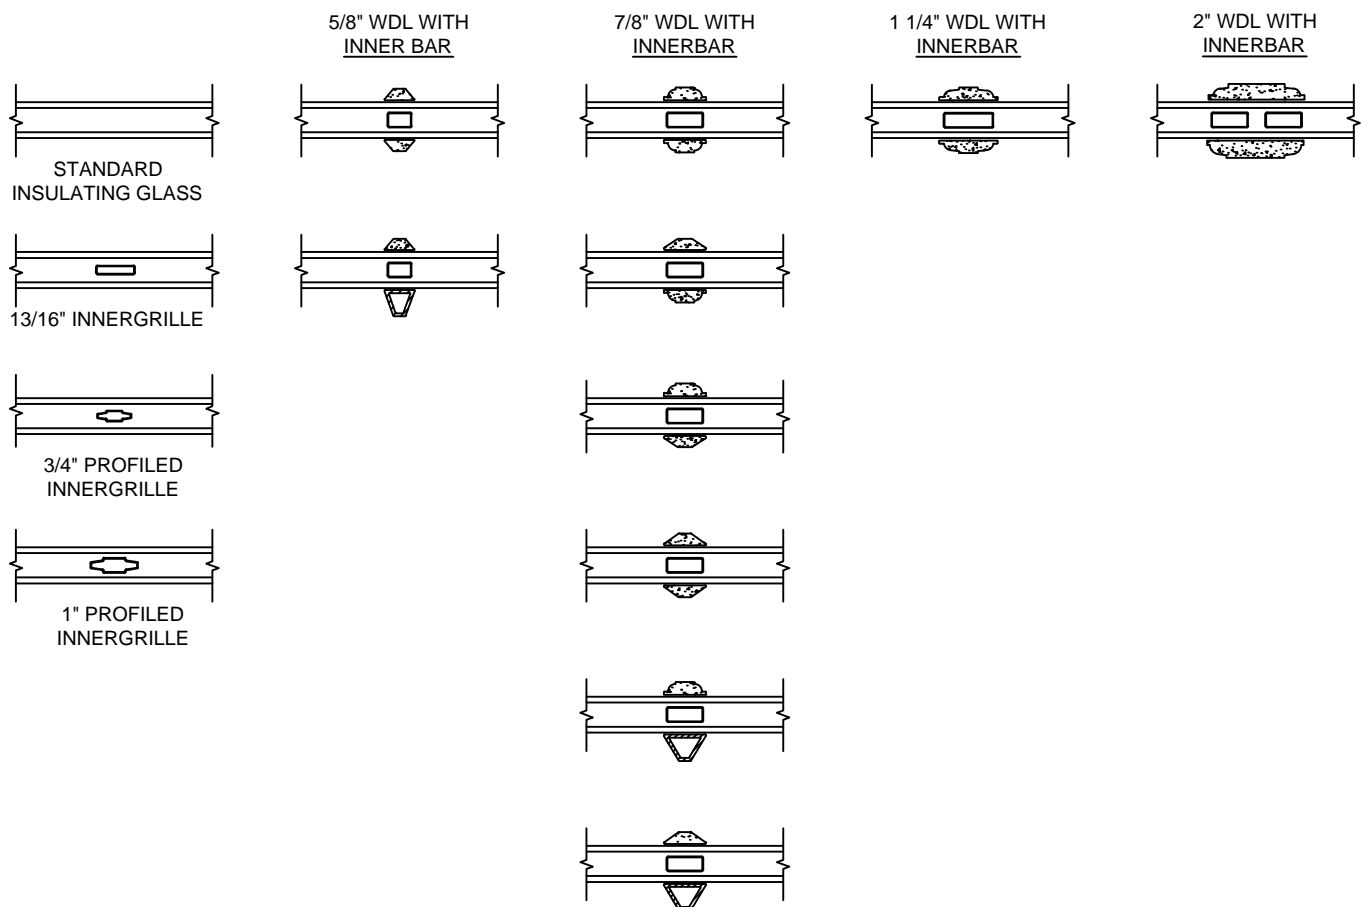 5/8" WDL WITH
INNER BAR
7/8" WDL WITH
INNERBAR
1 1/4" WDL WITH
INNERBAR
2" WDL WITH
INNERBAR
STANDARD
INSULATING GLASS
13/16" INNERGRILLE
3/4" PROFILED
INNERGRILLE
1" PROFILED
INNERGRILLE